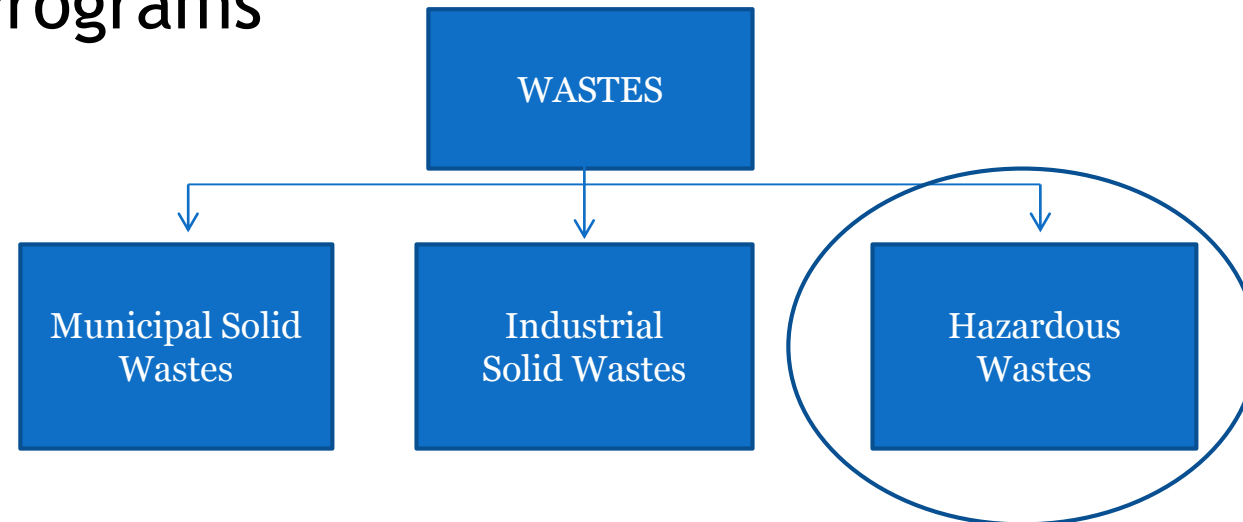 rograms
WASTES
Municipal Solid
Wastes
Industrial
Solid Wastes
Hazardous
Wastes